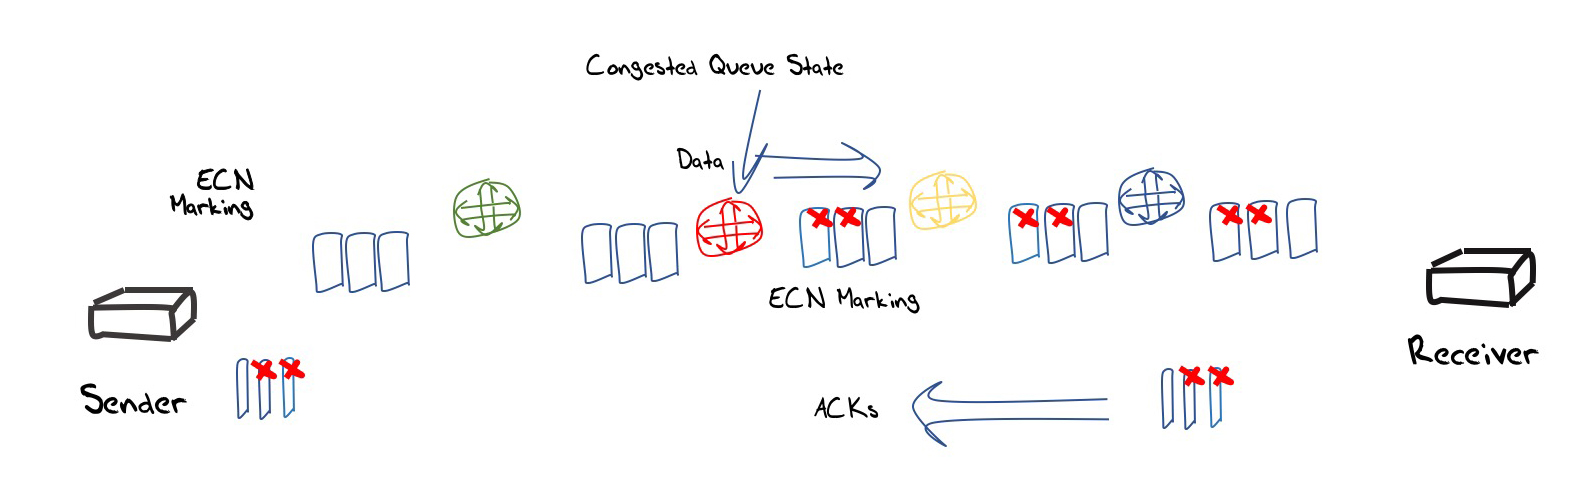 Congested Queue State
Data
ECN
Marking
ECN Marking
Sender
Receiver
ACKs